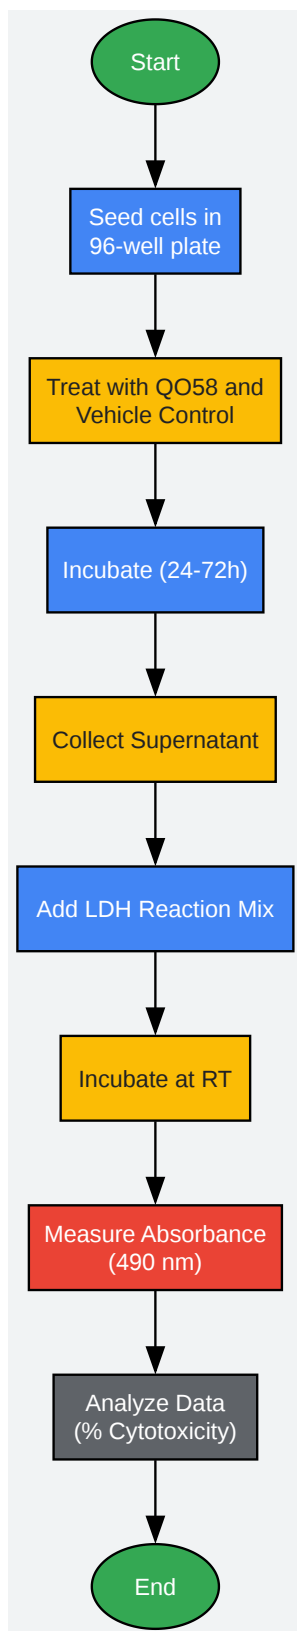 Start
Seed cells in
96-well plate
Treat with QO58 and
Vehicle Control
Incubate (24-72h)
Collect Supernatant
Add LDH Reaction Mix
Incubate at RT
Measure Absorbance
(490 nm)
Analyze Data
(% Cytotoxicity)
End